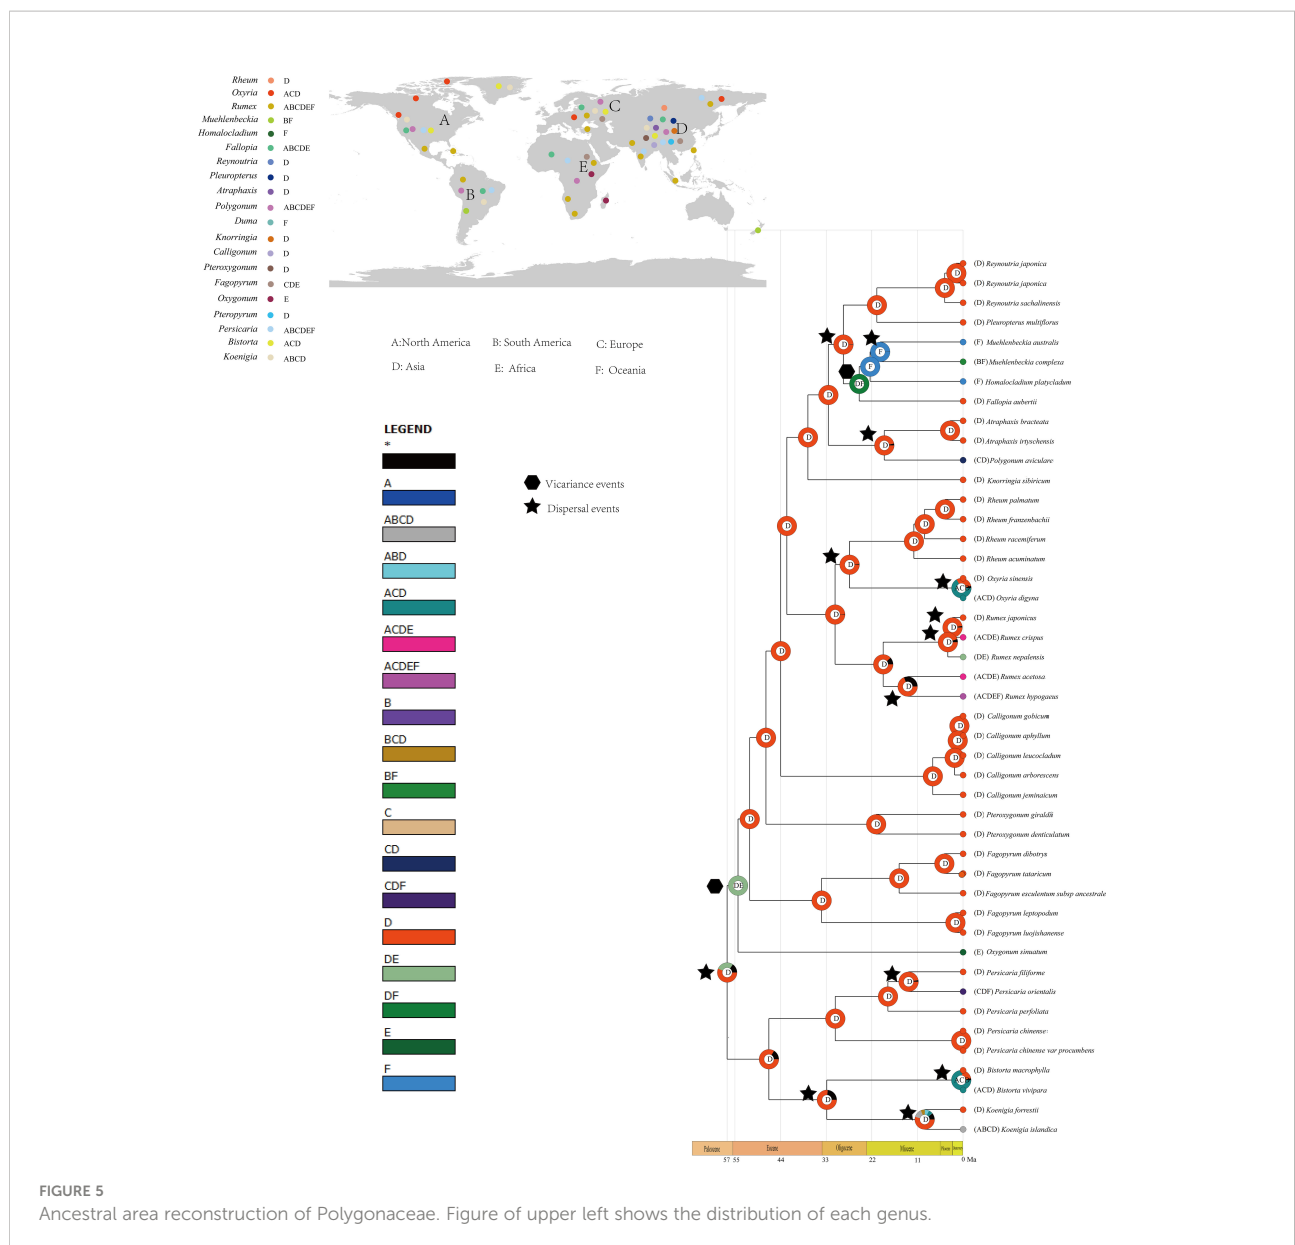 Rheum D
Oxyria ACD
Rumex ABCDEF
Muehlenbeckia BF
Homalocladium F
Fallopia ABCDE
Reynoutria D
Pleuropterus D
Atraphaxis D
Polygonum ABCDEF
Duma F
Knorringia D
Calligonum D
Pteroxygonum D
Fagopyrum CDE
Oxygonum E
Pteropyrum D
Persicaria ABCDEF
Bistorta ACD
Koenigia ABCD
A
B
C
D
E
A:North America B: South America C: Europe
D: Asia E: Africa F: Oceania
LEGEND
*
A
ABCD
ABD
ACD
ACDE
ACDEF
B
BCD
BF
C
CD
CDF
D
DE
DF
E
F
Vicariance events
Dispersal events
(D) Reynoutria japonica
(D) Reynoutria japonica
(D) Reynoutria sachalinensis
(D) Pleuropterus multiflorus
(F) Muehlenbeckia australis
(BF) Muehlenbeckia complexa
(F) Homalocladium platycladum
(D) Fallopia aubertii
(D) Atraphaxis bracteata
(D) Atraphaxis irtyschensis
(CD)Polygonum aviculare
(D) Knorringia sibiricum
(D) Rheum palmatum
(D) Rheum franzenbachii
(D) Rheum racemiferum
(D) Rheum acuminatum
(D) Oxyria sinensis
(ACD) Oxyria digyna
(D) Rumex japonicus
(ACDE) Rumex crispus
(DE) Rumex nepalensis
(ACDE) Rumex acetosa
(ACDEF) Rumex hypogaeus
(D) Calligonum gobicum
(D) Calligonum aphyllum
(D) Calligonum leucocladum
(D) Calligonum arborescens
(D) Calligonum jeminaicum
(D) Pteroxygonum giraldii
(D) Pteroxygonum denticulatum
(D) Fagopyrum dibotrys
(D) Fagopyrum tataricum
(D) Fagopyrum esculentum subsp ancestrale
(D) Fagopyrum leptopodum
(D) Fagopyrum luojishanense
(E) Oxygonum sinuatum
(D) Persicaria filiforme
(CDF) Persicaria orientalis
(D) Persicaria perfoliata
(D) Persicaria chinense
(D) Persicaria chinense var procumbens
(D) Bistorta macrophylla
(ACD) Bistorta vivipara
(D) Koenigia forrestii
(ABCD) Koenigia islandica
Paleocene Eocene Oligocene Miocene
57 55 44 33 22 11 0 Ma
FIGURE 5
Ancestral area reconstruction of Polygonaceae. Figure of upper left shows the distribution of each genus.